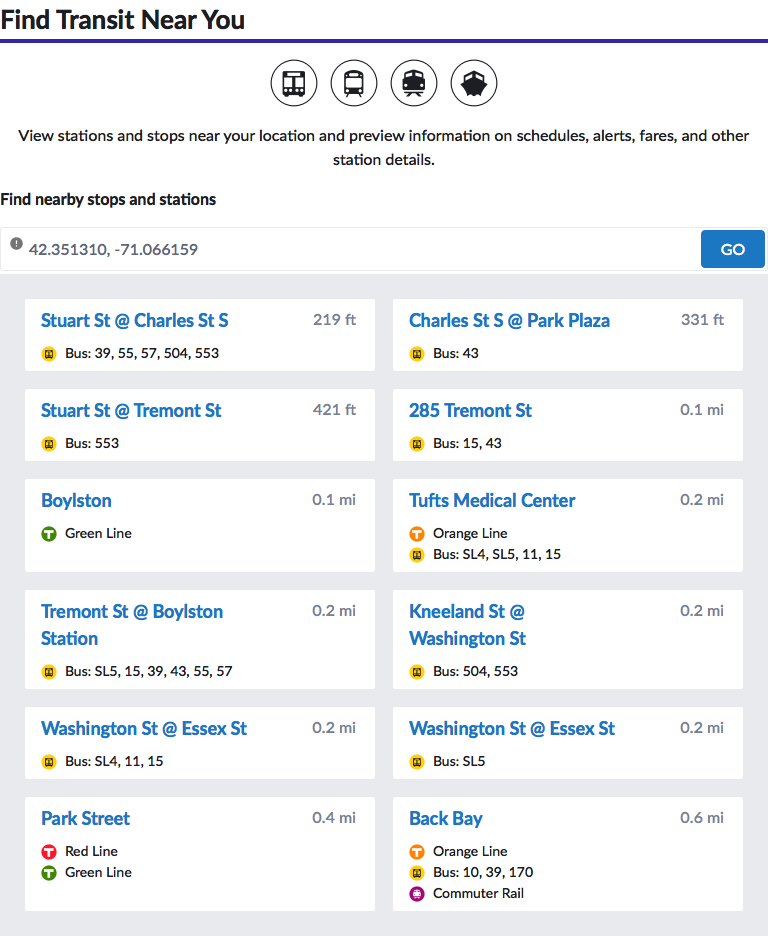 Find Transit Near You
View stations and stops near your location and preview information on schedules, alerts, fares, and other
station details.
Find nearby stops and stations
42.351310, -71.066159
GO
Stuart St @ Charles St S
219 ft
Bus: 39, 55, 57, 504, 553
Charles St S @ Park Plaza
331 ft
Bus: 43
Stuart St @ Tremont St
421 ft
Bus: 553
285 Tremont St
0.1 mi
Bus: 15, 43
Boylston
0.1 mi
T Green Line
Tufts Medical Center
0.2 mi
T Orange Line
Bus: SL4, SL5, 11, 15
Tremont St @ Boylston
Station
0.2 mi
Bus: SL5, 15, 39, 43, 55, 57
Kneeland St @
Washington St
0.2 mi
Bus: 504, 553
Washington St @ Essex St
0.2 mi
Bus: SL4, 11, 15
Washington St @ Essex St
0.2 mi
Bus: SL5
Park Street
0.4 mi
T Red Line
T Green Line
Back Bay
0.6 mi
T Orange Line
Bus: 10, 39, 170
Commuter Rail